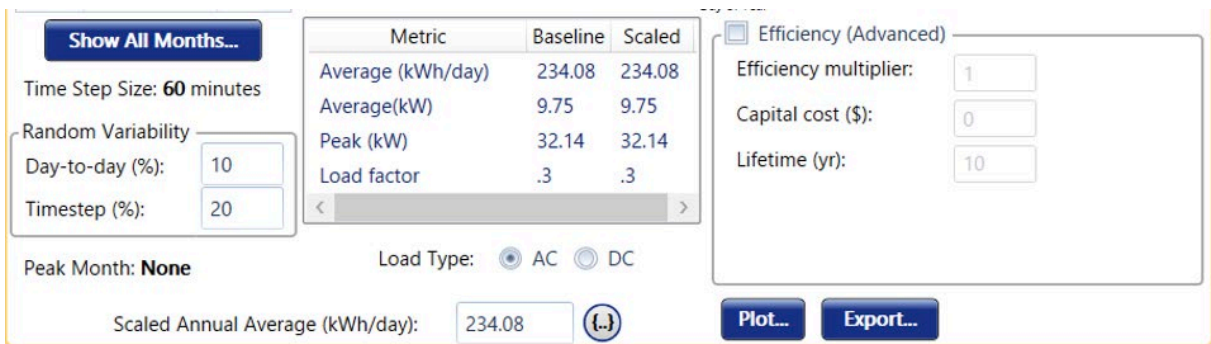 Show All Months...
Time Step Size: 60 minutes
Random Variability
Day-to-day (%): 10
Timestep (%): 20
Peak Month: None
Metric Baseline Scaled
Average (kWh/day) 234.08 234.08
Average(kW) 9.75 9.75
Peak (kW) 32.14 32.14
Load factor .3 .3
Load Type: AC DC
Scaled Annual Average (kWh/day): 234.08 {..}
Efficiency (Advanced)
Efficiency multiplier: 1
Capital cost ($): 0
Lifetime (yr): 10
Plot... Export...